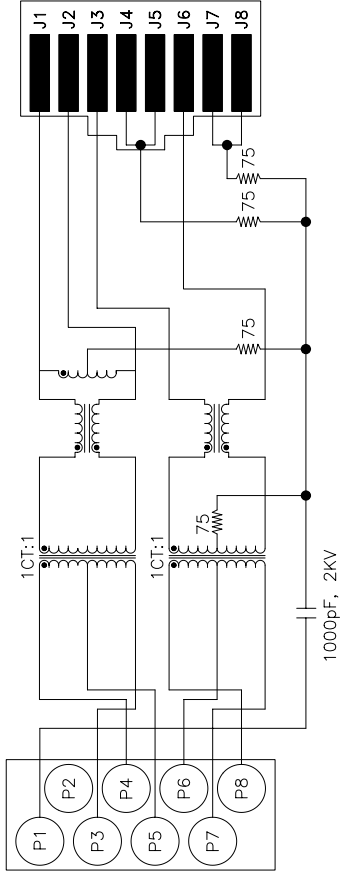 J1
J2
J3
J4
J5
J6
J7
J8
75
75
75
75
1CT:1
1CT:1
1000pF, 2KV
P1
P2
P3
P4
P5
P6
P7
P8